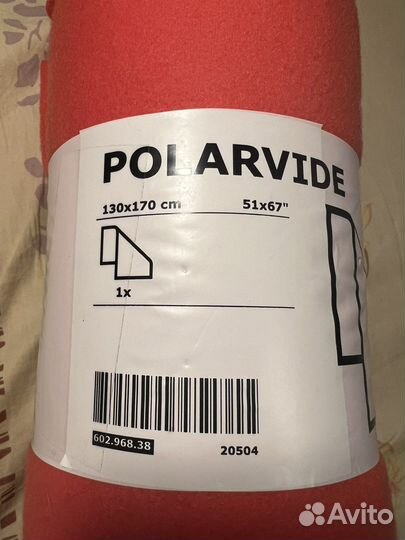 POLARVIDE
130x170 cm 51x67"
1x
602.968.38
20504
Avito